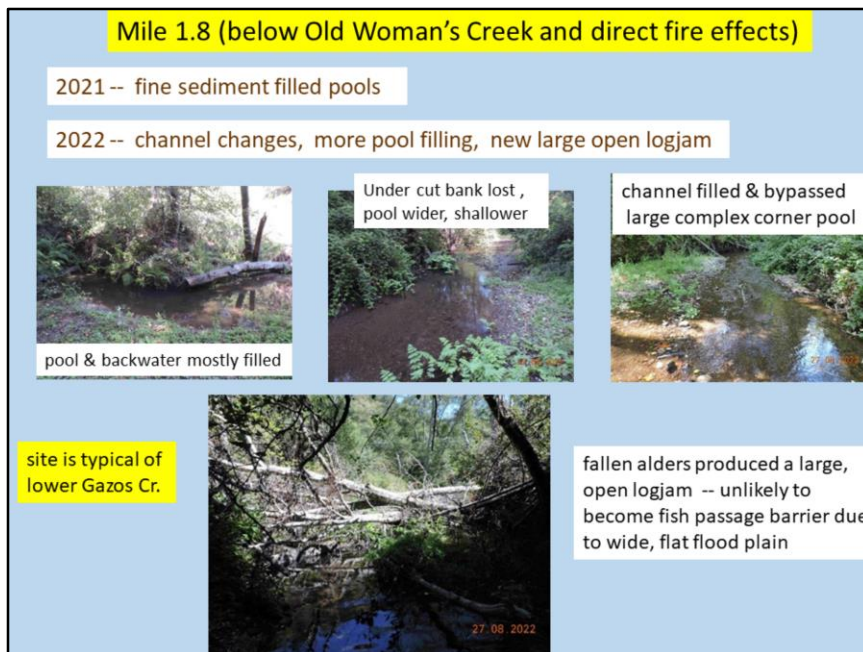 Mile 1.8 (below Old Woman's Creek and direct fire effects)
2021 -- fine sediment filled pools
2022 -- channel changes, more pool filling, new large open logjam
Under cut bank lost ,
pool wider, shallower
channel filled & bypassed
large complex corner pool
pool & backwater mostly filled
site is typical of
lower Gazos Cr.
fallen alders produced a large,
open logjam -- unlikely to
become fish passage barrier due
to wide, flat flood plain
27.08.2022